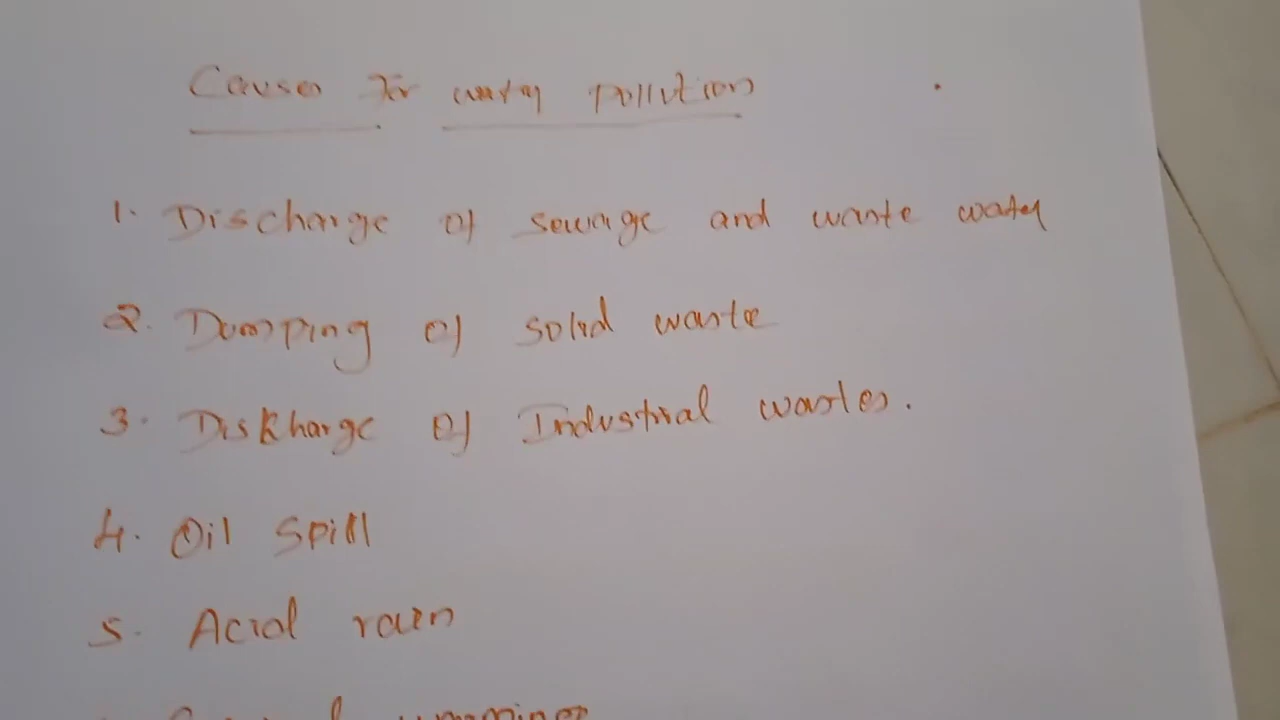 Causes for water pollution
1. Discharge of sewage and waste water
2. Dumping of solid waste
3. Discharge of Industrial wastes.
4. Oil spill
5. Acid rain